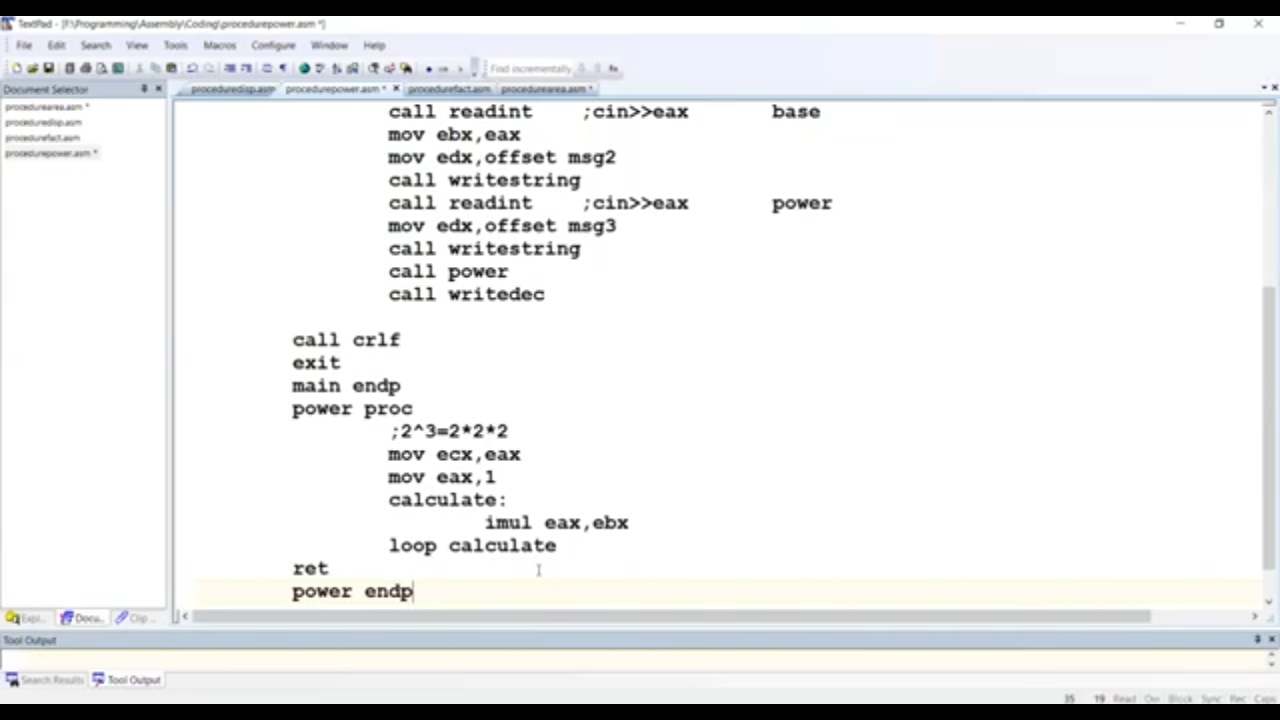 TextPad - [F:\Programming\Assembly\Coding\procedurepower.asm *]
File Edit Search View Tools Macros Configure Window Help
Find incrementally
Document Selector
proceduredisp.asm procedurepower.asm * procedurefact.asm procedurearea.asm *
procedurearea.asm *
proceduredisp.asm
procedurefact.asm
procedurepower.asm *
call readint ;cin>>eax base
mov ebx,eax
mov edx,offset msg2
call writestring
call readint ;cin>>eax power
mov edx,offset msg3
call writestring
call power
call writedec
call crlf
exit
main endp
power proc
;2^3=2*2*2
mov ecx,eax
mov eax,1
calculate:
imul eax,ebx
loop calculate
ret
power endp
Expl... Docu... Clip...
Tool Output
Search Results Tool Output
35 19 Read Ovr Block Sync Rec Caps